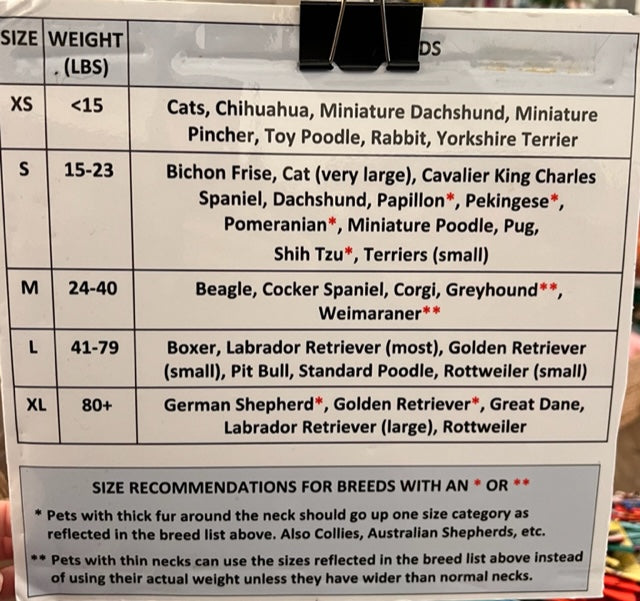 SIZE WEIGHT DS
(LBS)
XS <15 Cats, Chihuahua, Miniature Dachshund, Miniature
Pincher, Toy Poodle, Rabbit, Yorkshire Terrier
S 15-23 Bichon Frise, Cat (very large), Cavalier King Charles
Spaniel, Dachshund, Papillon*, Pekingese*,
Pomeranian*, Miniature Poodle, Pug,
Shih Tzu*, Terriers (small)
M 24-40 Beagle, Cocker Spaniel, Corgi, Greyhound**,
Weimaraner**
L 41-79 Boxer, Labrador Retriever (most), Golden Retriever
(small), Pit Bull, Standard Poodle, Rottweiler (small)
XL 80+ German Shepherd*, Golden Retriever*, Great Dane,
Labrador Retriever (large), Rottweiler
SIZE RECOMMENDATIONS FOR BREEDS WITH AN * OR **
* Pets with thick fur around the neck should go up one size category as
reflected in the breed list above. Also Collies, Australian Shepherds, etc.
** Pets with thin necks can use the sizes reflected in the breed list above instead
of using their actual weight unless they have wider than normal necks.